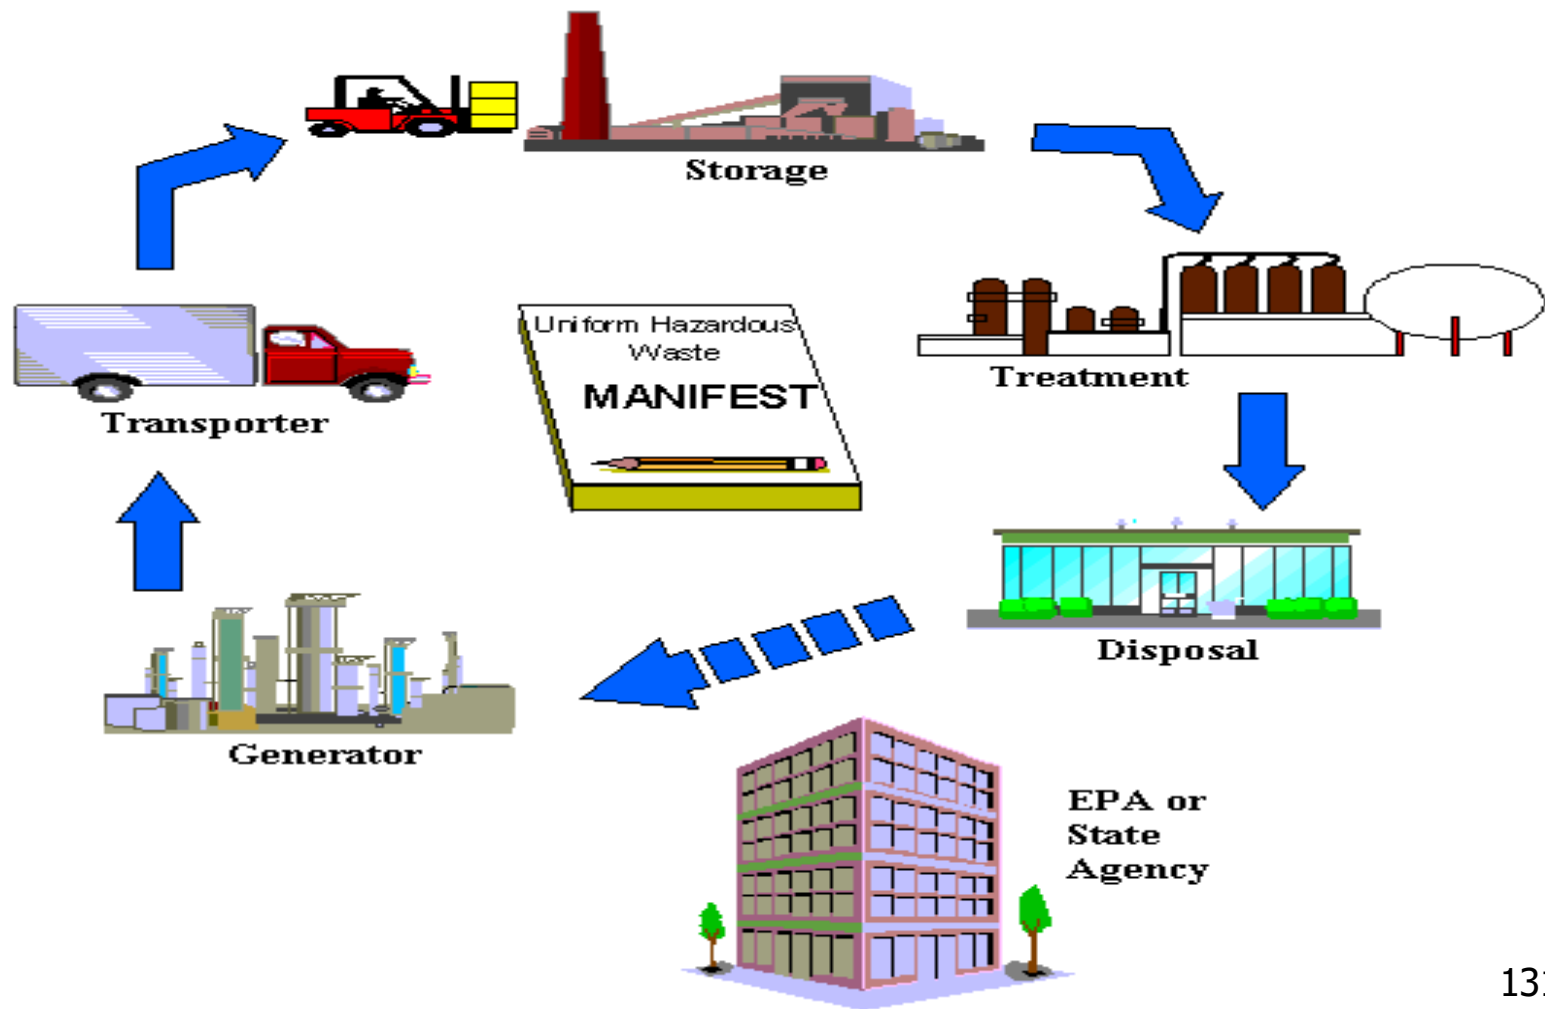 Storage
Uniform Hazardous
Waste
MANIFEST
Treatment
Transporter
Disposal
Generator
EPA or
State
Agency